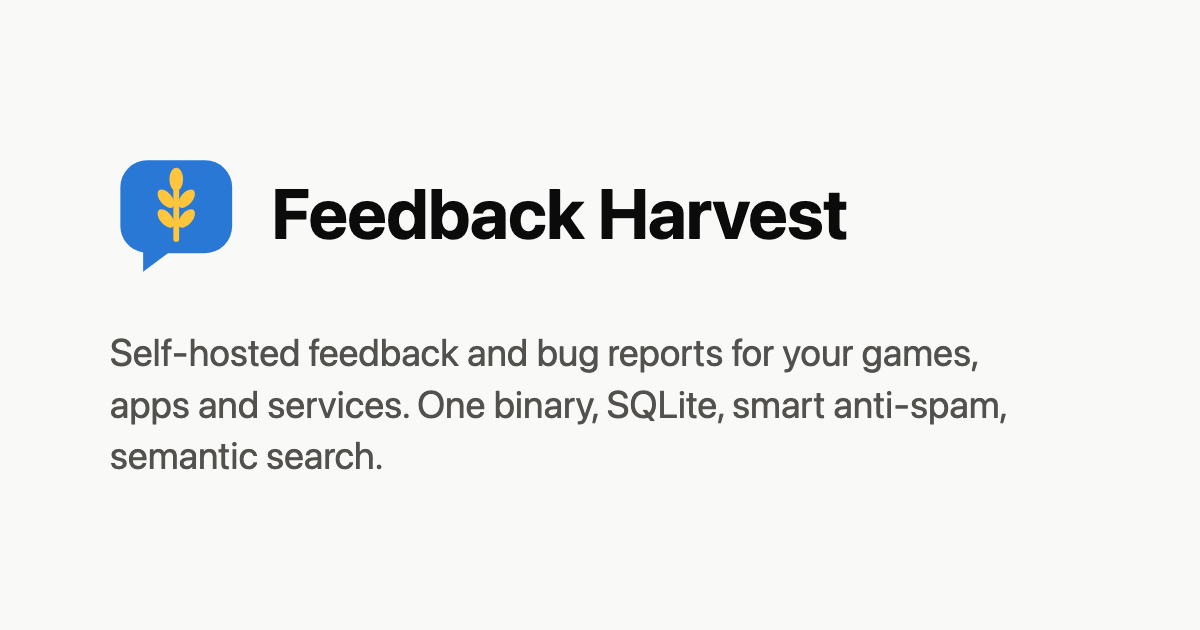 Feedback Harvest
Self-hosted feedback and bug reports for your games,
apps and services. One binary, SQLite, smart anti-spam,
semantic search.